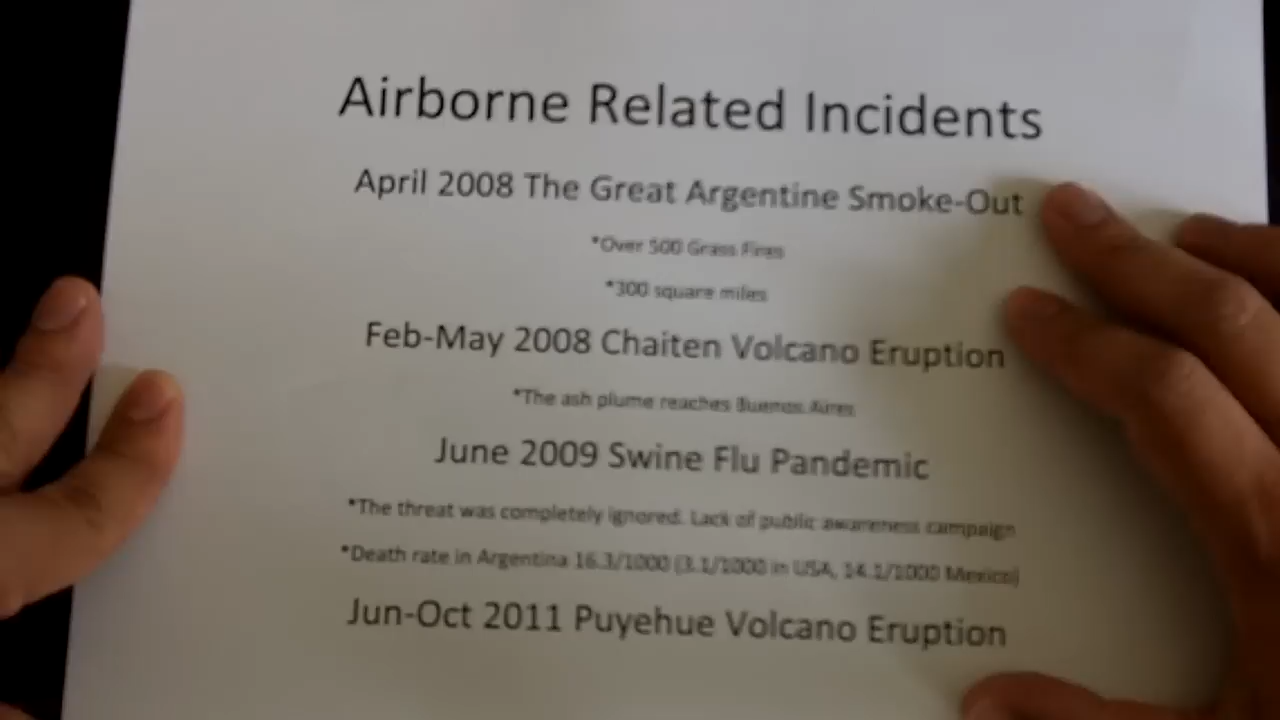 Airborne Related Incidents
April 2008 The Great Argentine Smoke-Out
*Over 500 Grass Fires
*300 square miles
Feb-May 2008 Chaiten Volcano Eruption
*The ash plume reaches Buenos Aires
June 2009 Swine Flu Pandemic
*The threat was completely ignored. Lack of public awareness campaign
*Death rate in Argentina 16.3/1000 (3.1/1000 in USA, 14.1/1000 Mexico)
Jun-Oct 2011 Puyehue Volcano Eruption